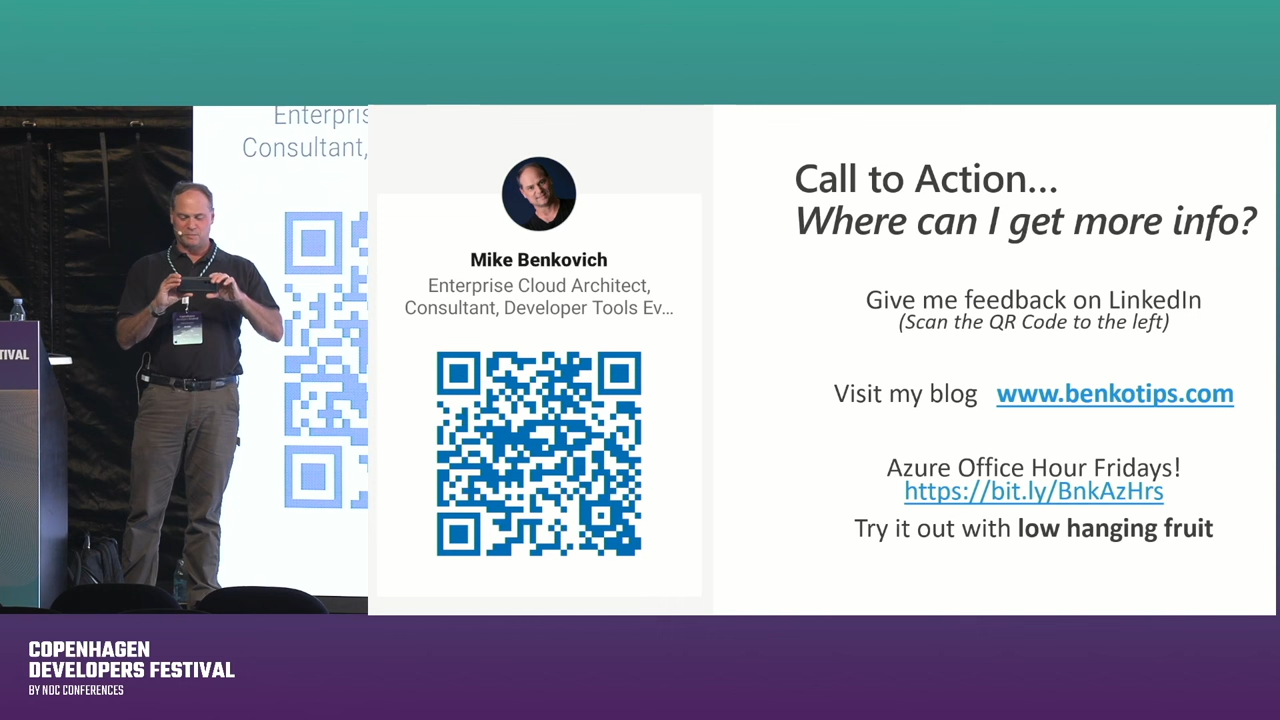 Enterpris
Consultant,
TIVAL
Mike Benkovich
Enterprise Cloud Architect,
Consultant, Developer Tools Ev...
Call to Action...
Where can I get more info?
Give me feedback on LinkedIn
(Scan the QR Code to the left)
Visit my blog www.benkotips.com
Azure Office Hour Fridays!
https://bit.ly/BnkAzHrs
Try it out with low hanging fruit
COPENHAGEN
DEVELOPERS FESTIVAL
BY NDC CONFERENCES